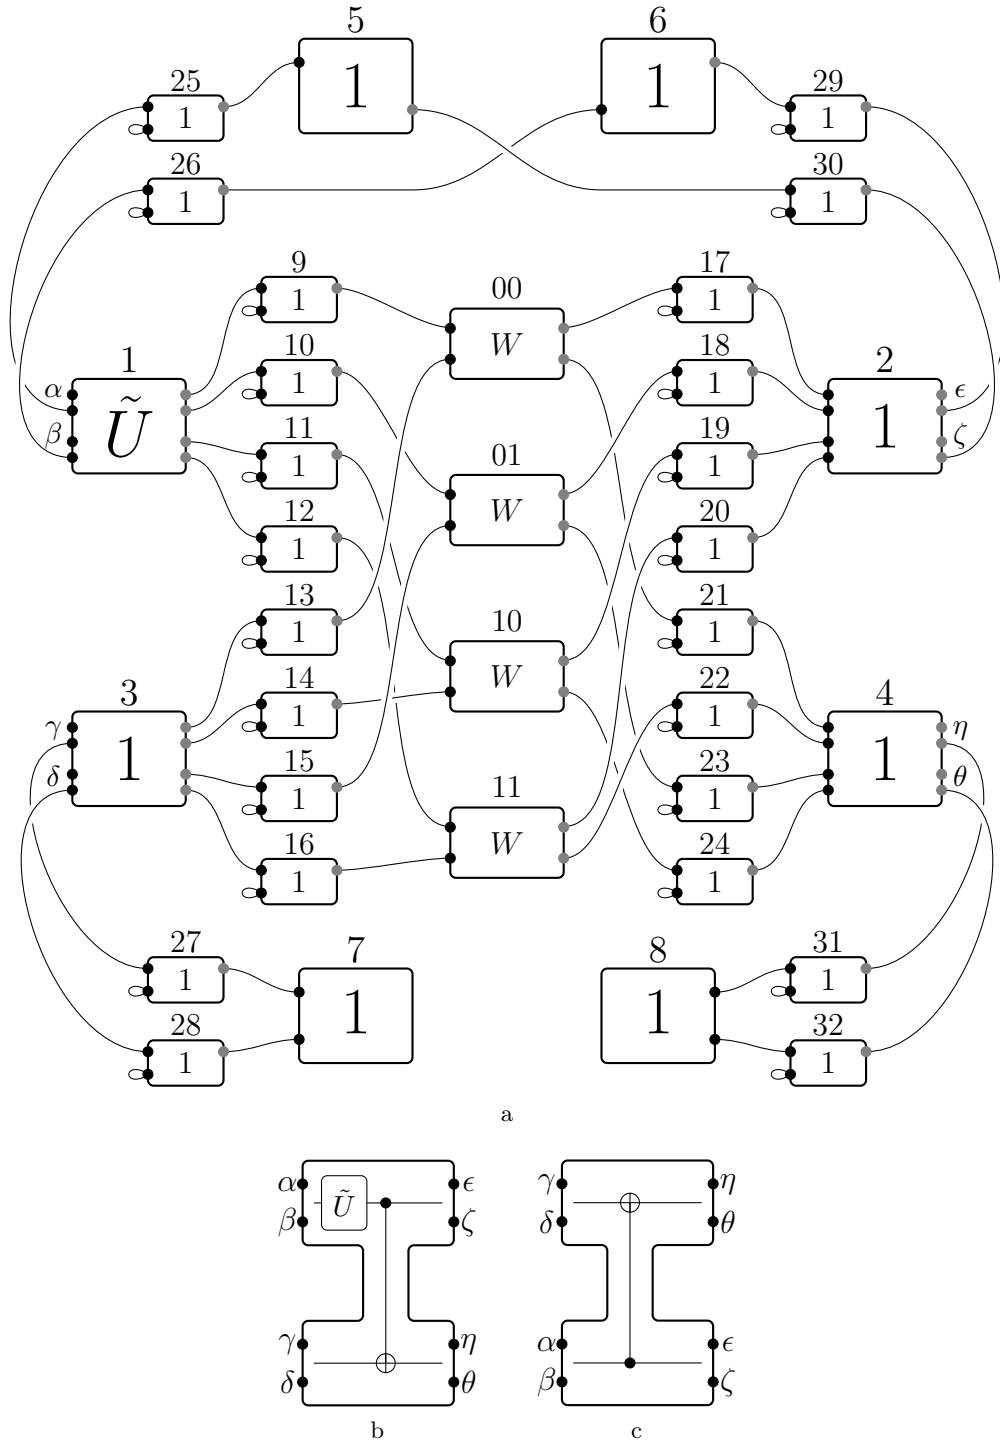 5 6
1 1
25 29
1 1
26 30
1 1
9 00 17
1 W 1
1 10 18 2
α Ũ 1 1 1 ϵ
β ζ
11 01 19
1 W 1
12 20
1 1
13 10 21
1 W 1
3 14 22 4
γ 1 1 1 1 η
δ θ
15 11 23
1 W 1
16 24
1 1
27 7 8 31
1 1 1 1
28 32
1 1
a
α Ũ ϵ γ η
β ζ δ θ
γ η α ϵ
δ θ β ζ
b c